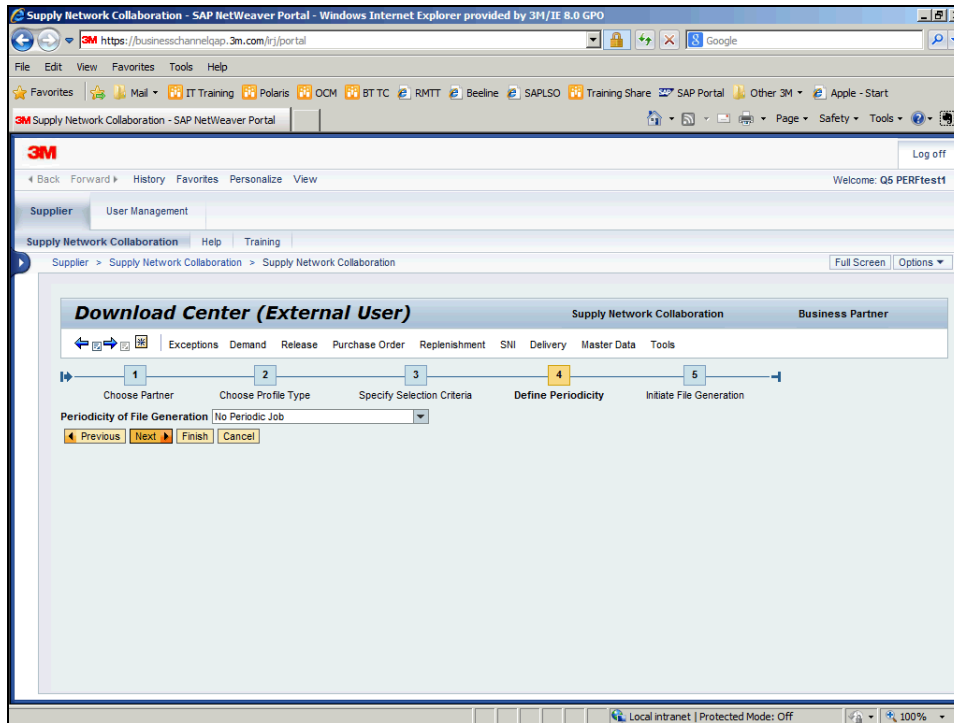 Supply Network Collaboration - SAP NetWeaver Portal - Windows Internet Explorer provided by 3M/IE 8.0 GPO
3M https://businesschannelqap.3m.com/irj/portal
Google
File Edit View Favorites Tools Help
Favorites Mail IT Training Polaris OCM BT TC RMTT Beeline SAPLSO Training Share SAP Portal Other 3M Apple - Start
3M Supply Network Collaboration - SAP NetWeaver Portal
Page Safety Tools
3M
Log off
Back Forward History Favorites Personalize View
Welcome: Q5 PERFtest1
Supplier User Management
Supply Network Collaboration Help Training
Supplier > Supply Network Collaboration > Supply Network Collaboration
Full Screen Options
Download Center (External User)
Supply Network Collaboration
Business Partner
Exceptions Demand Release Purchase Order Replenishment SNI Delivery Master Data Tools
1 2 3 4 5
Choose Partner Choose Profile Type Specify Selection Criteria Define Periodicity Initiate File Generation
Periodicity of File Generation No Periodic Job
Previous Next Finish Cancel
Local intranet | Protected Mode: Off
100%